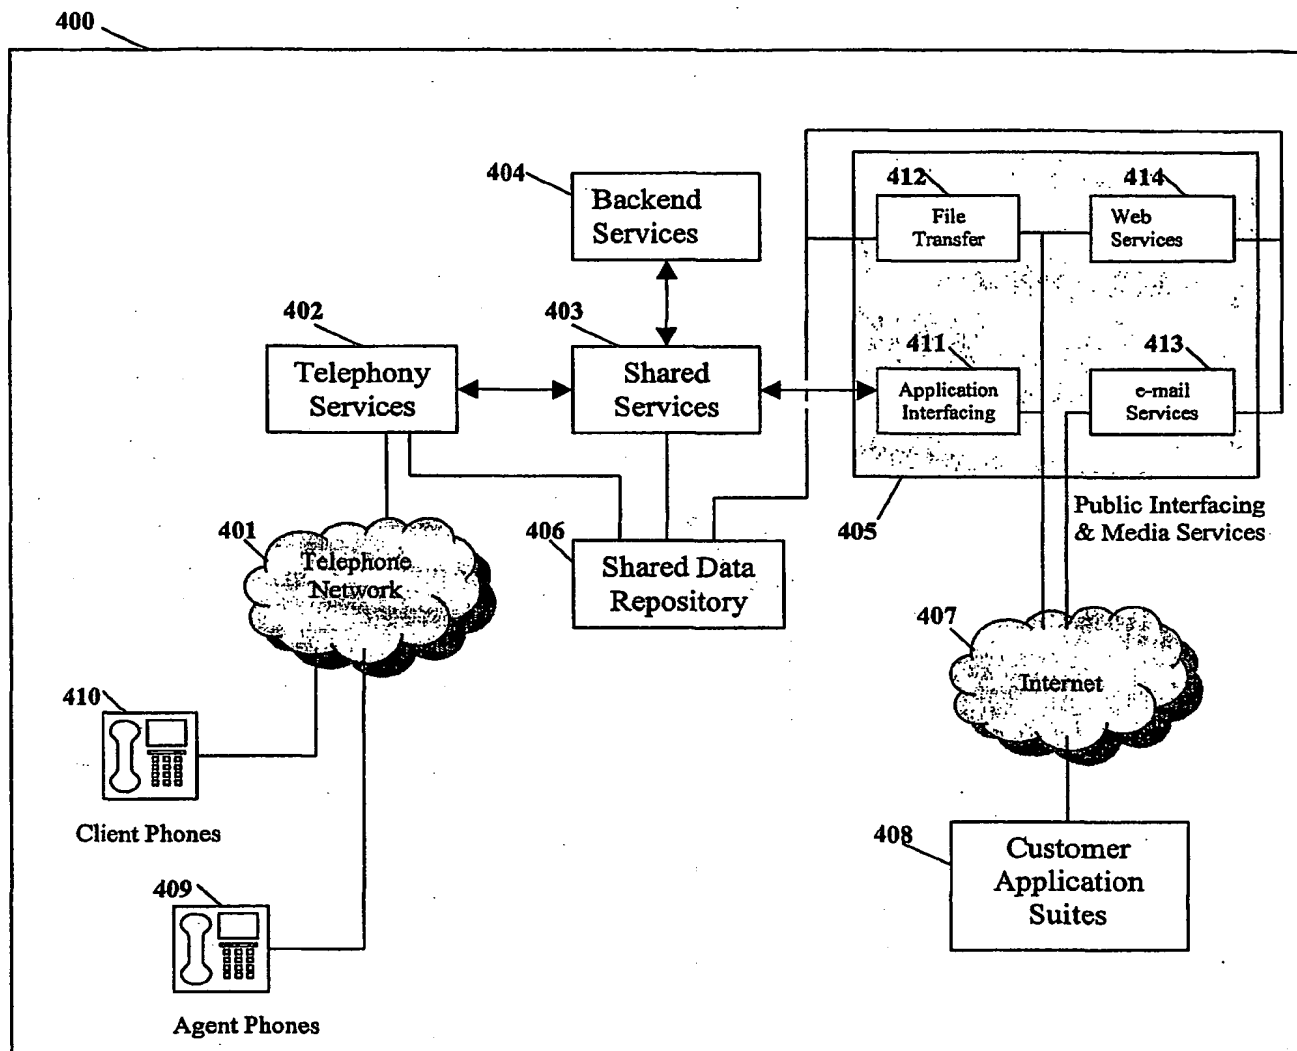 400
404
Backend
Services
412
File
Transfer
414
Web
Services
402
Telephony
Services
403
Shared
Services
411
Application
Interfacing
413
e-mail
Services
405
Public Interfacing
& Media Services
401
Telephone
Network
406
Shared Data
Repository
407
Internet
410
Client Phones
408
Customer
Application
Suites
409
Agent Phones